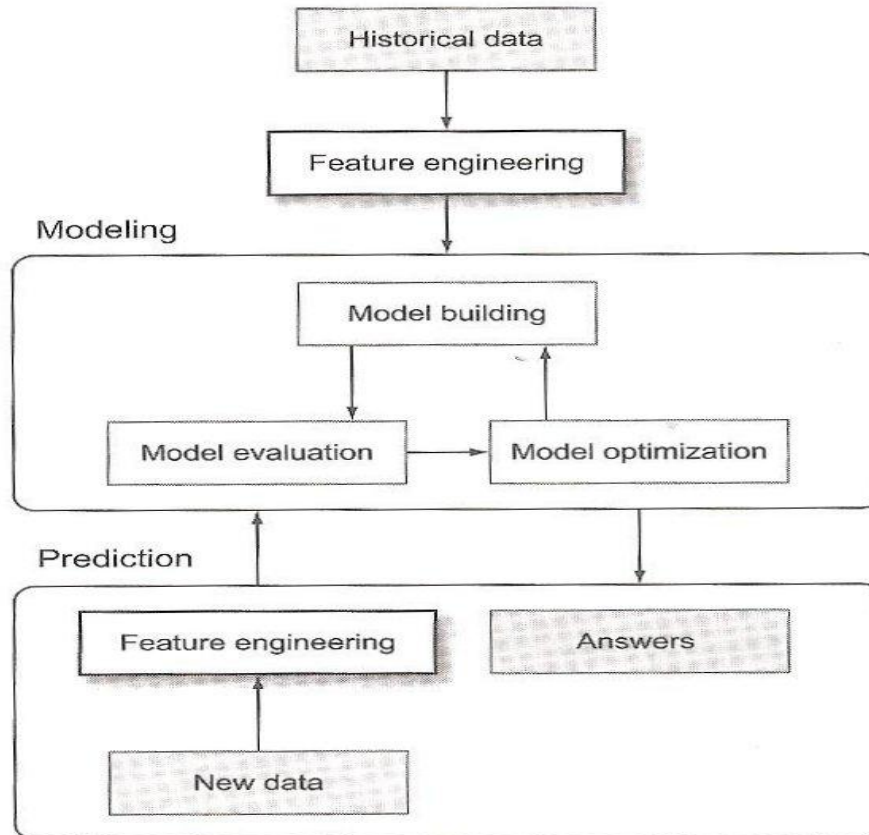 Historical data
Feature engineering
Modeling
Model building
Model evaluation
Model optimization
Prediction
Feature engineering
Answers
New data